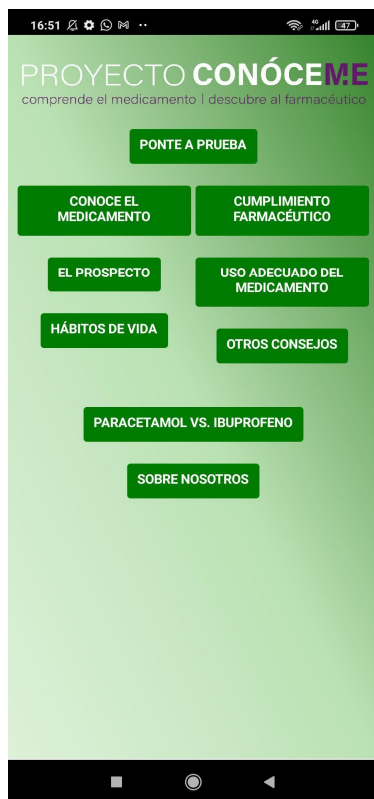 16:51
4G
47
PROYECTO CONÓCEME
comprende el medicamento | descubre al farmacéutico
PONTE A PRUEBA
CONOCE EL
MEDICAMENTO
CUMPLIMIENTO
FARMACÉUTICO
EL PROSPECTO
USO ADECUADO DEL
MEDICAMENTO
HÁBITOS DE VIDA
OTROS CONSEJOS
PARACETAMOL VS. IBUPROFENO
SOBRE NOSOTROS